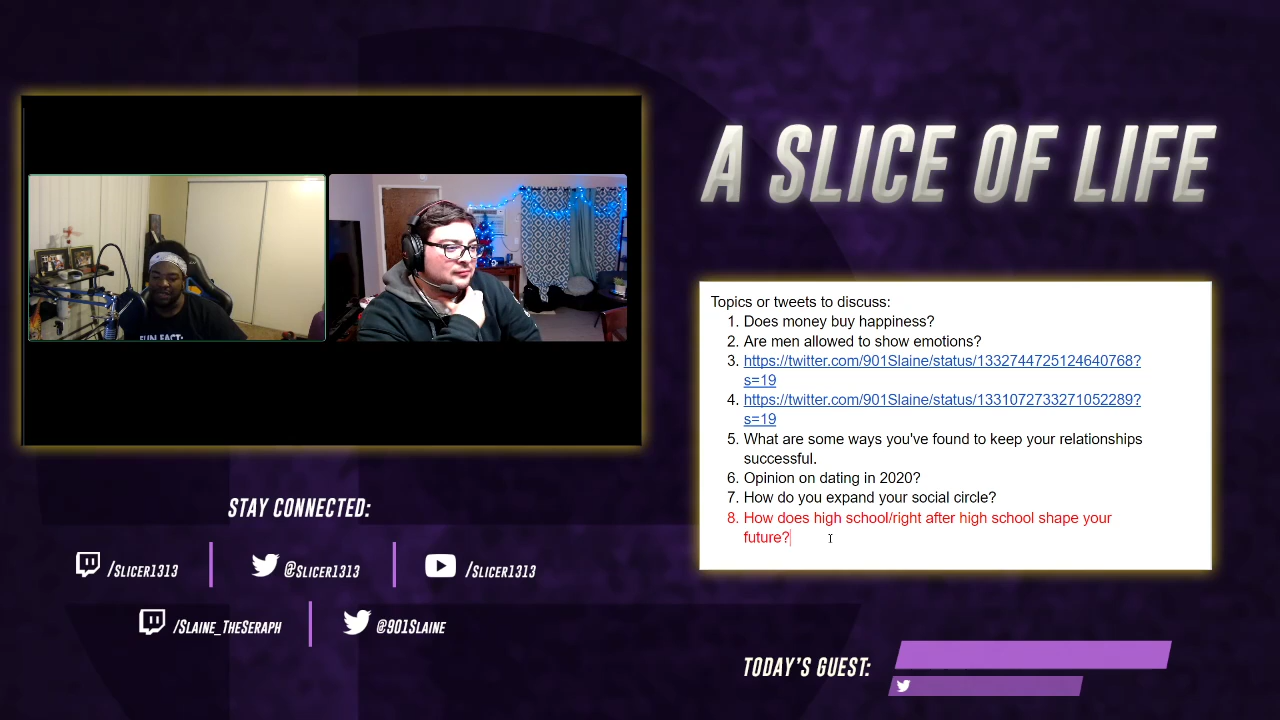 A SLICE OF LIFE
FUN FACT:
Topics or tweets to discuss:
1. Does money buy happiness?
2. Are men allowed to show emotions?
3. https://twitter.com/901Slaine/status/1332744725124640768?
s=19
4. https://twitter.com/901Slaine/status/1331072733271052289?
s=19
5. What are some ways you've found to keep your relationships
successful.
6. Opinion on dating in 2020?
7. How do you expand your social circle?
8. How does high school/right after high school shape your
future?
STAY CONNECTED:
/SLICER1313
@SLICER1313
/SLICER1313
/SLAINE_THESERAPH
@901SLAINE
TODAY'S GUEST: